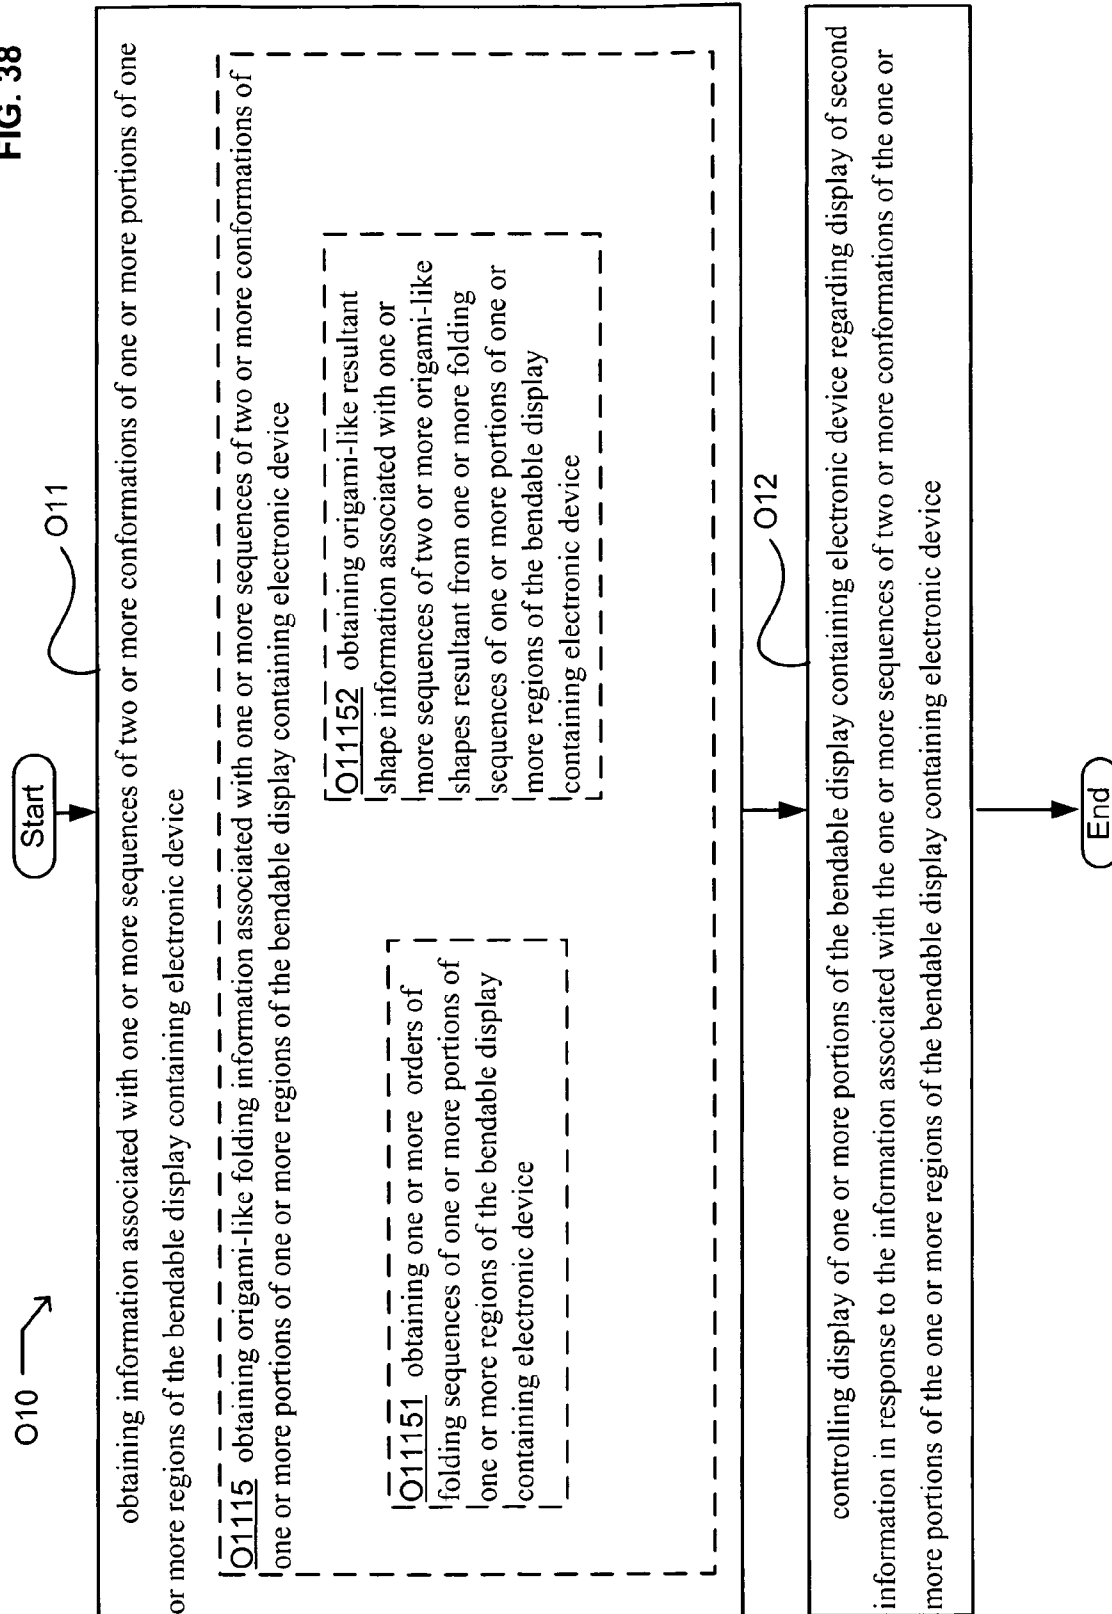 FIG. 38
O10
Start
O11
obtaining information associated with one or more sequences of two or more conformations of one or more portions of one
or more regions of the bendable display containing electronic device
O1115 obtaining origami-like folding information associated with one or more sequences of two or more conformations of
one or more portions of one or more regions of the bendable display containing electronic device
O11151 obtaining one or more orders of
folding sequences of one or more portions of
one or more regions of the bendable display
containing electronic device
O11152 obtaining origami-like resultant
shape information associated with one or
more sequences of two or more origami-like
shapes resultant from one or more folding
sequences of one or more portions of one or
more regions of the bendable display
containing electronic device
O12
controlling display of one or more portions of the bendable display containing electronic device regarding display of second
information in response to the information associated with the one or more sequences of two or more conformations of the one or
more portions of the one or more regions of the bendable display containing electronic device
End